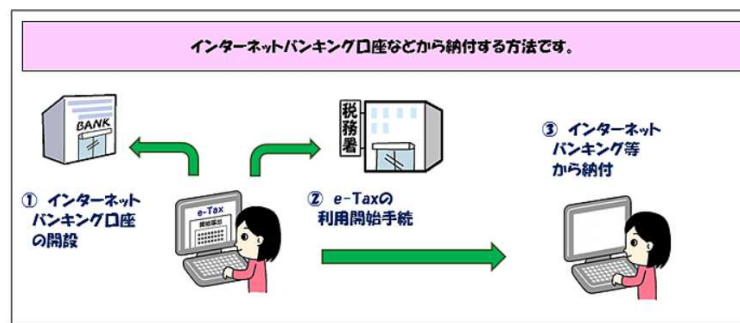 インターネットバンキング口座などから納付する方法です。
BANK
税務署
① インターネット
バンキング口座
の開設
e-Tax
開始届出
② e-Taxの
利用開始手続
③ インターネット
バンキング等
から納付